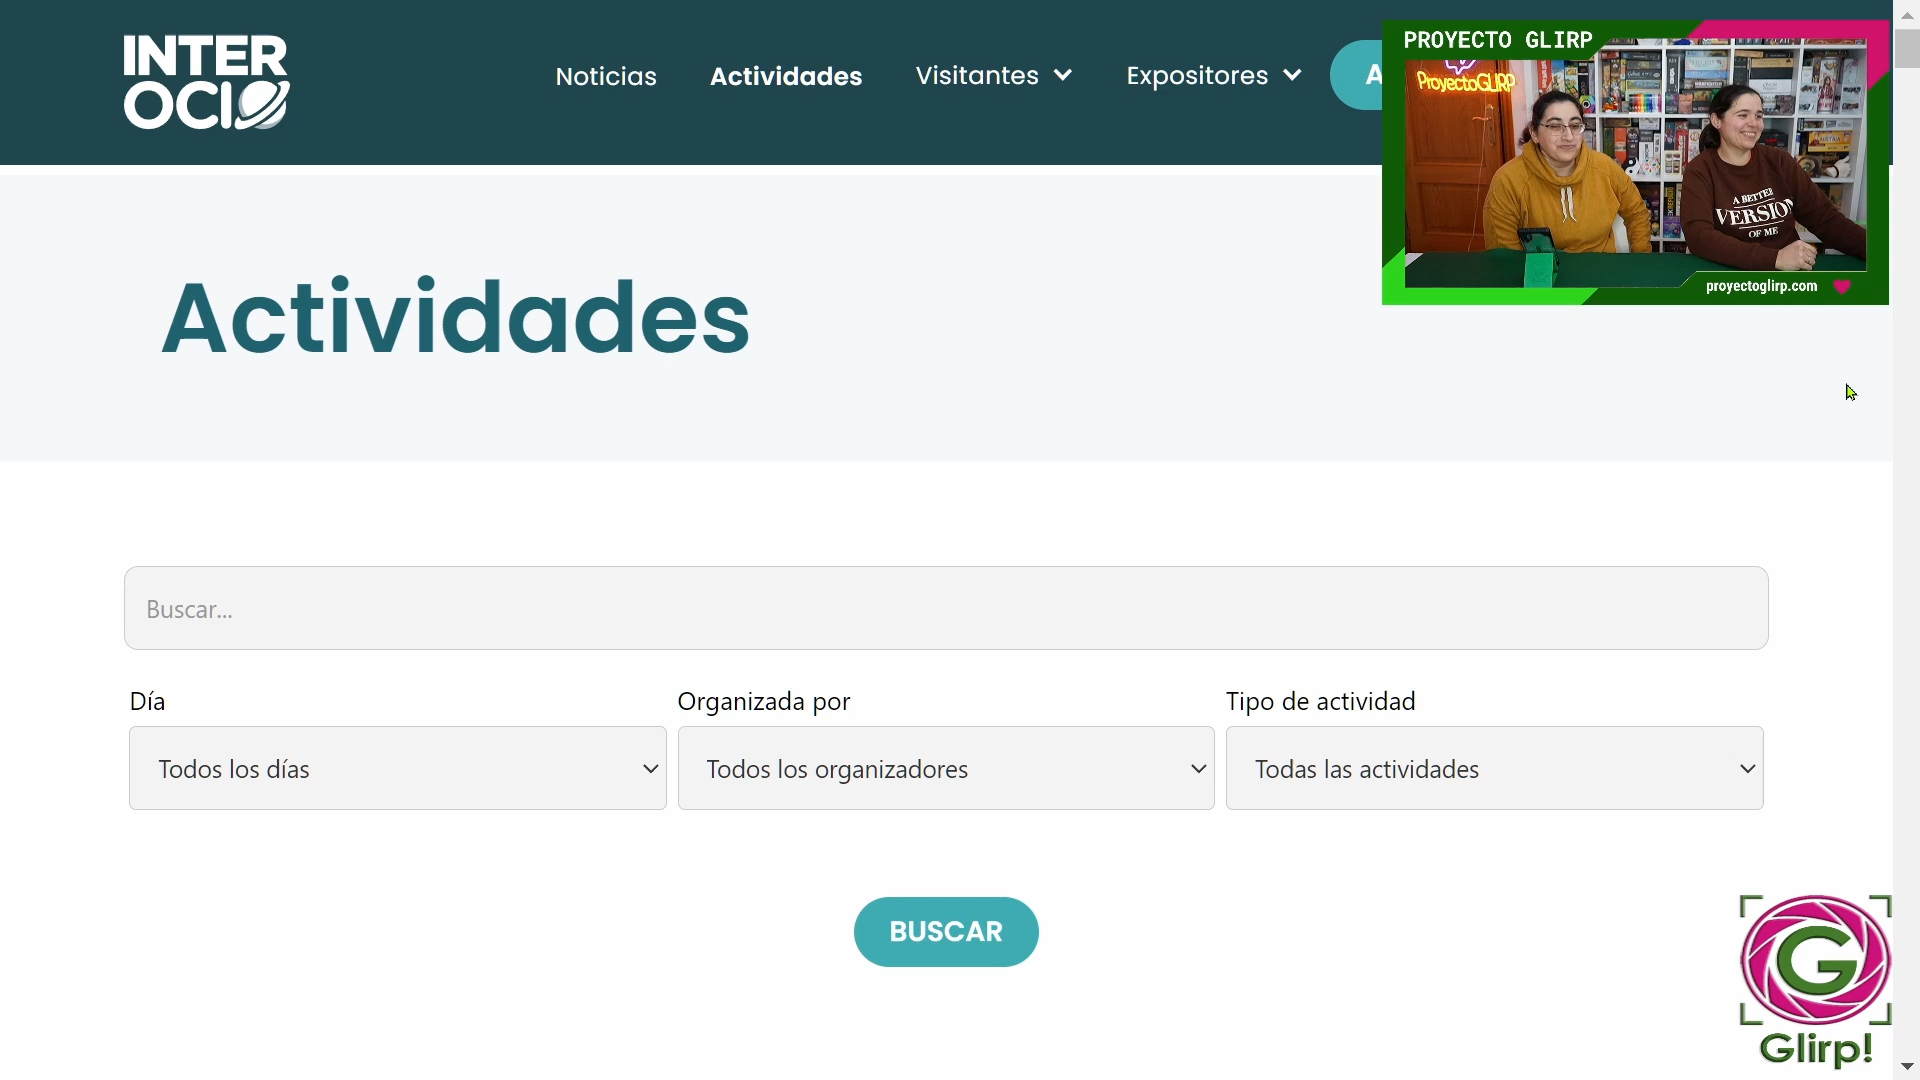 INTER
OCIO
Noticias
Actividades
Visitantes
Expositores
A
PROYECTO GLIRP
ProyectoGLIRP
A BETTER
VERSION
OF ME
proyectoglirp.com
Actividades
Buscar...
Día
Organizada por
Tipo de actividad
Todos los días
Todos los organizadores
Todas las actividades
BUSCAR
G
Glirp!